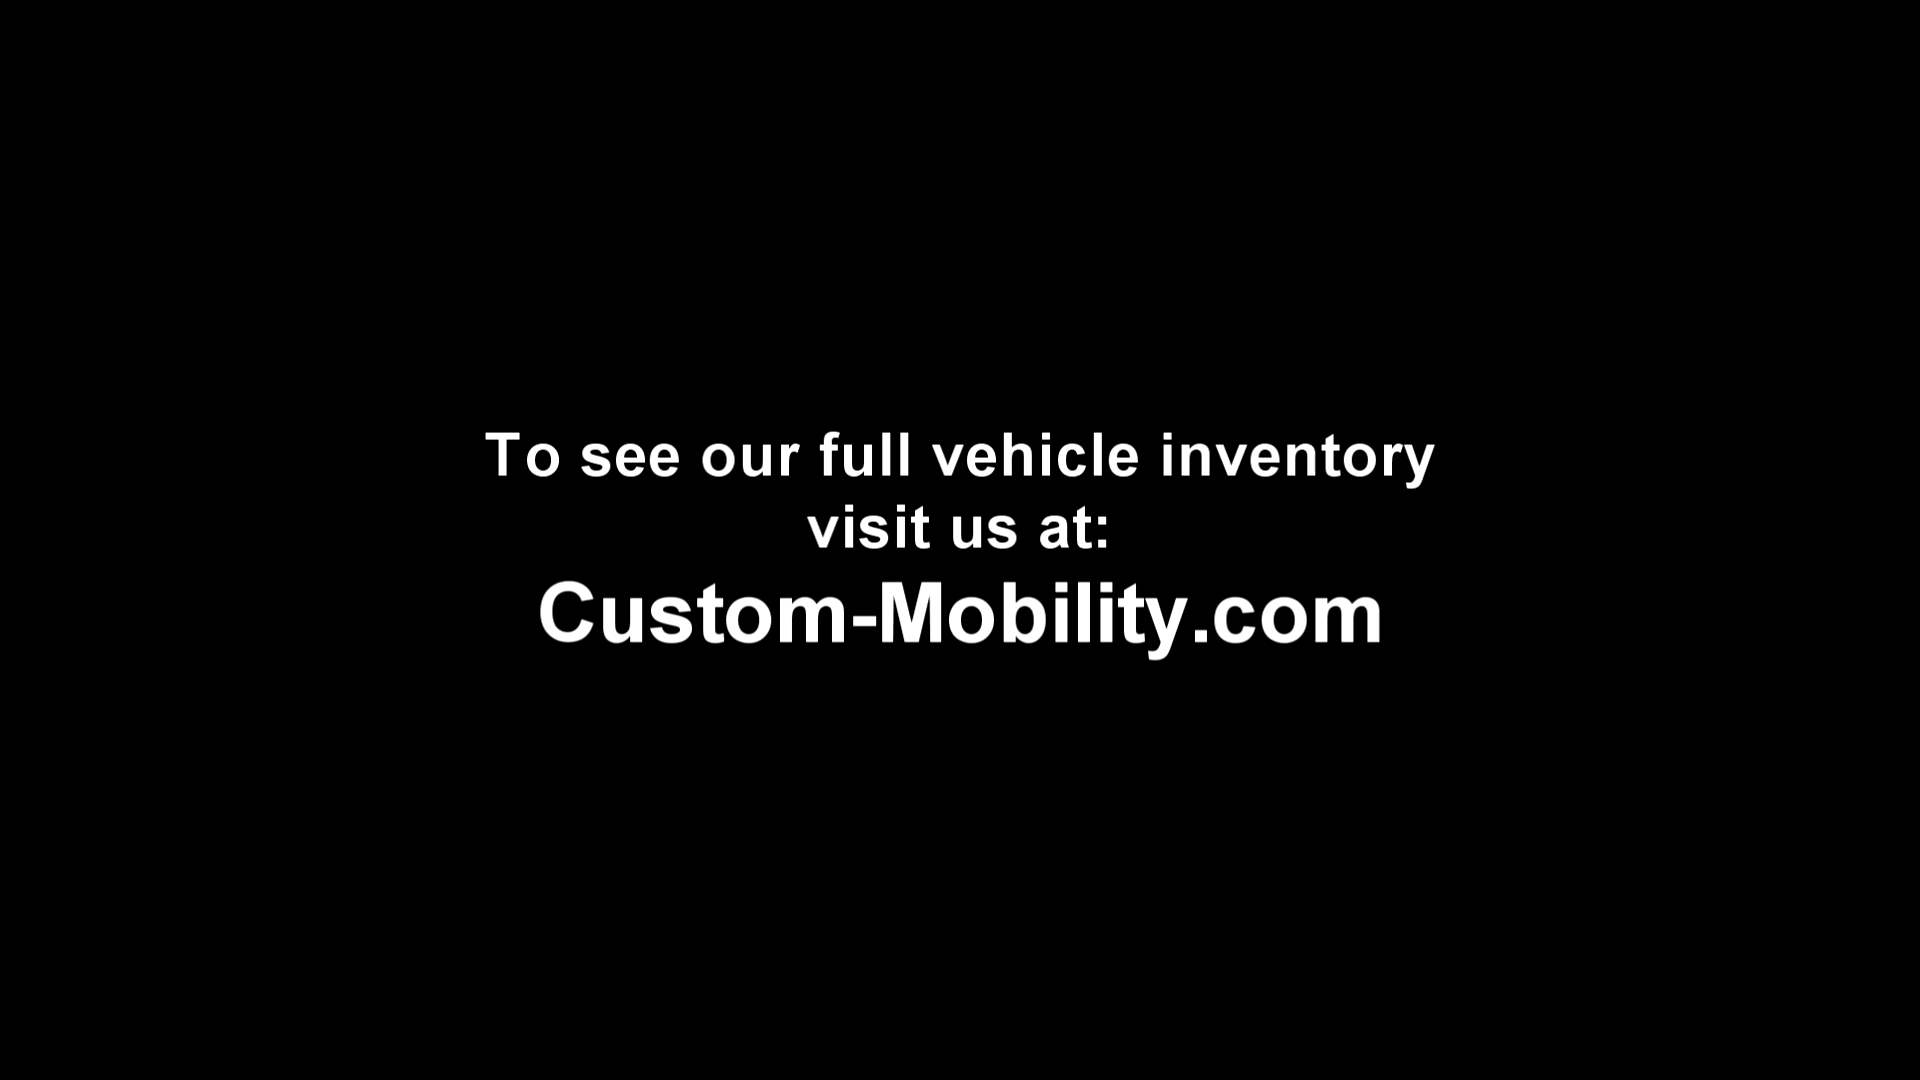 To see our full vehicle inventory
visit us at:
Custom-Mobility.com